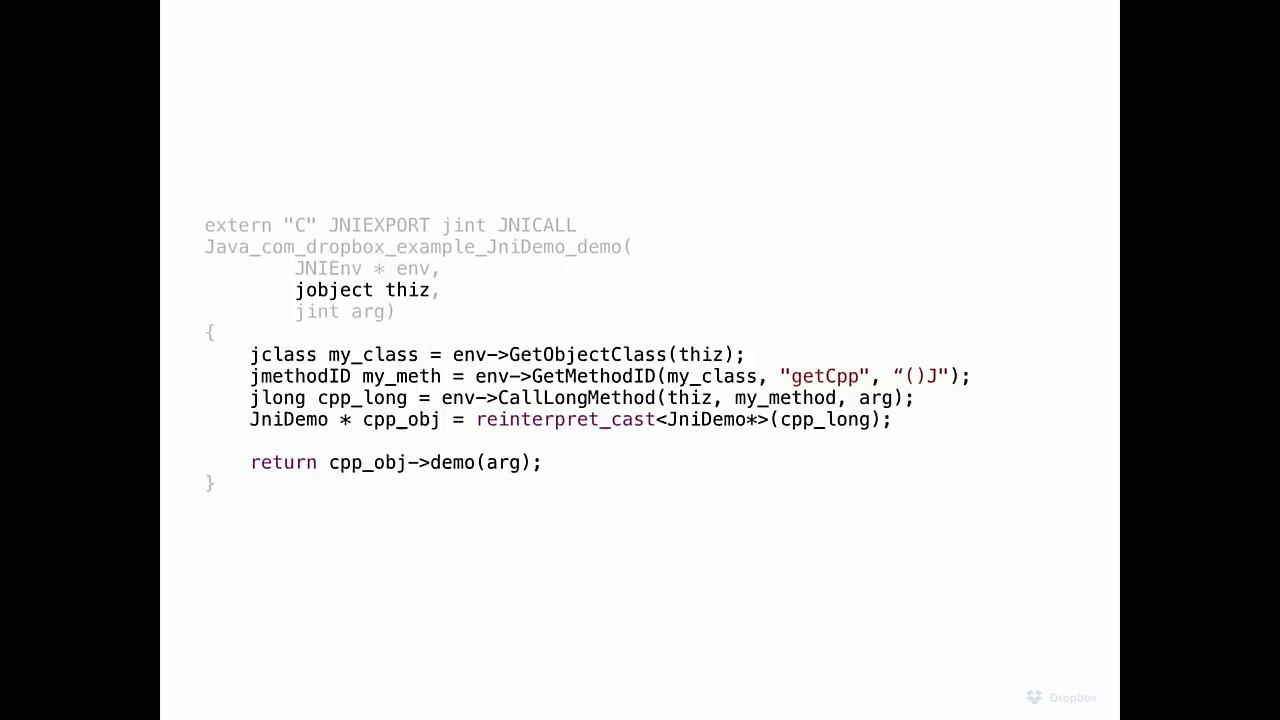 extern "C" JNIEXPORT jint JNICALL
Java_com_dropbox_example_JniDemo_demo(
JNIEnv * env,
jobject thiz,
jint arg)
{
jclass my_class = env->GetObjectClass(thiz);
jmethodID my_meth = env->GetMethodID(my_class, "getCpp", “()J");
jlong cpp_long = env->CallLongMethod(thiz, my_method, arg);
JniDemo * cpp_obj = reinterpret_cast<JniDemo*>(cpp_long);
return cpp_obj->demo(arg);
}
Dropbox